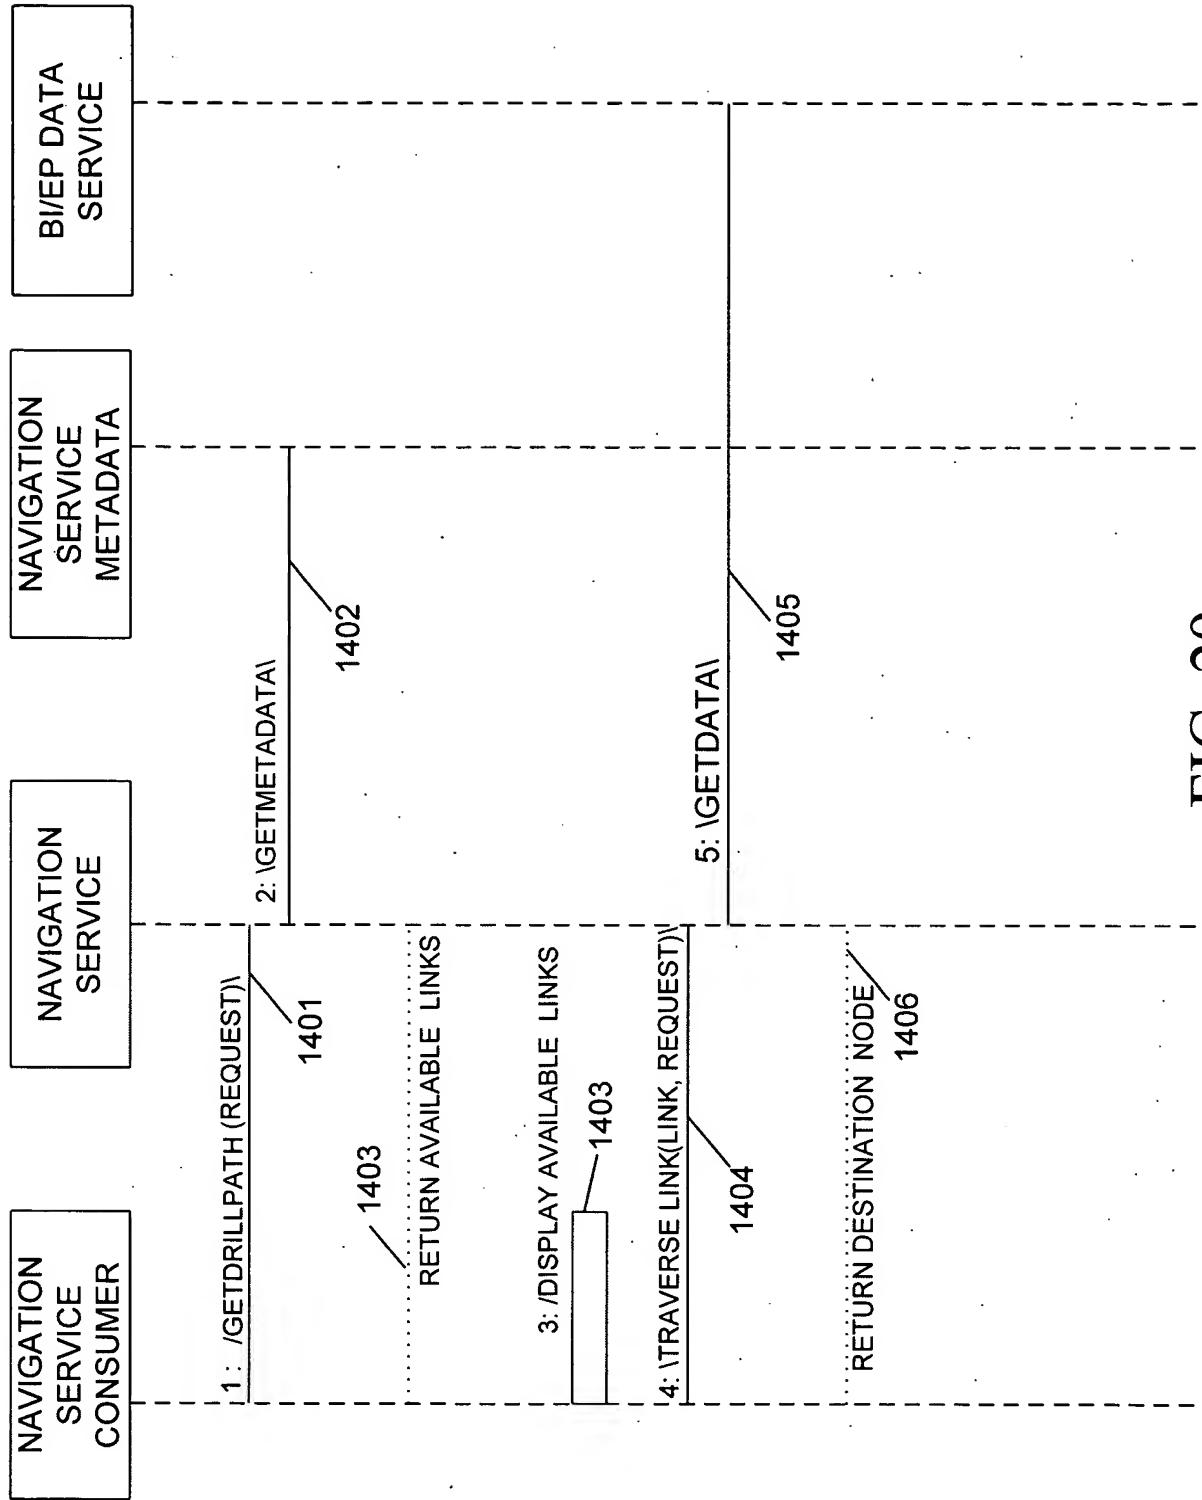 NAVIGATION
SERVICE
CONSUMER
NAVIGATION
SERVICE
NAVIGATION
SERVICE
METADATA
BI/EP DATA
SERVICE
1 : /GETDRILLPATH (REQUEST)\
1401
2: \GETMETADATA\
1402
1403
RETURN AVAILABLE LINKS
3: /DISPLAY AVAILABLE LINKS
1403
4: \TRAVERSE LINK(LINK, REQUEST)\
1404
5: \GETDATA\
1405
RETURN DESTINATION NODE
1406